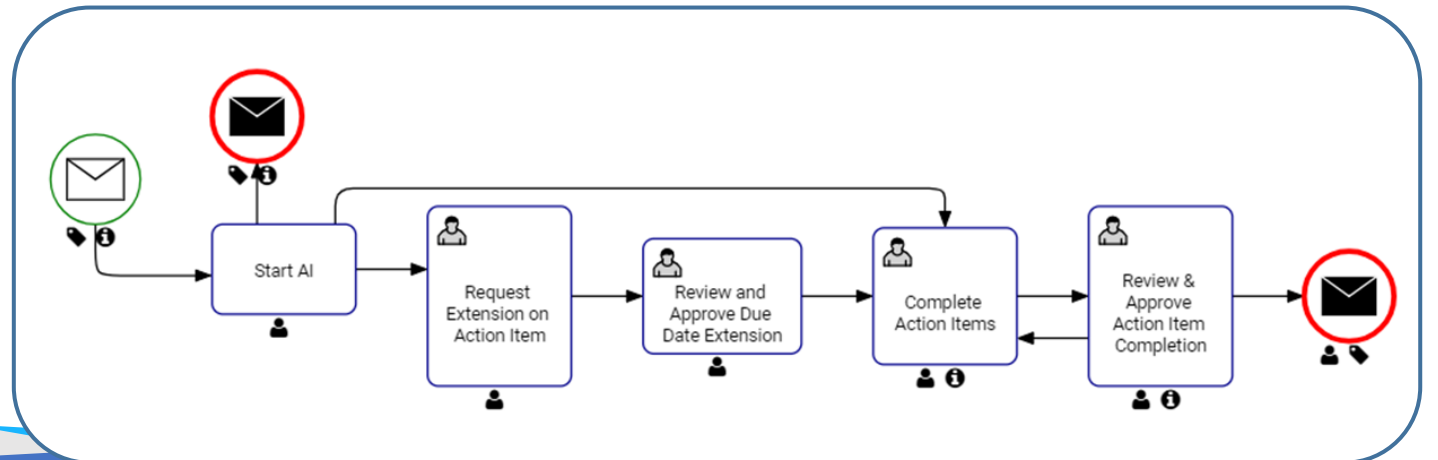 Start AI
Request
Extension on
Action Item
Review and
Approve Due
Date Extension
Complete
Action Items
Review &
Approve
Action Item
Completion